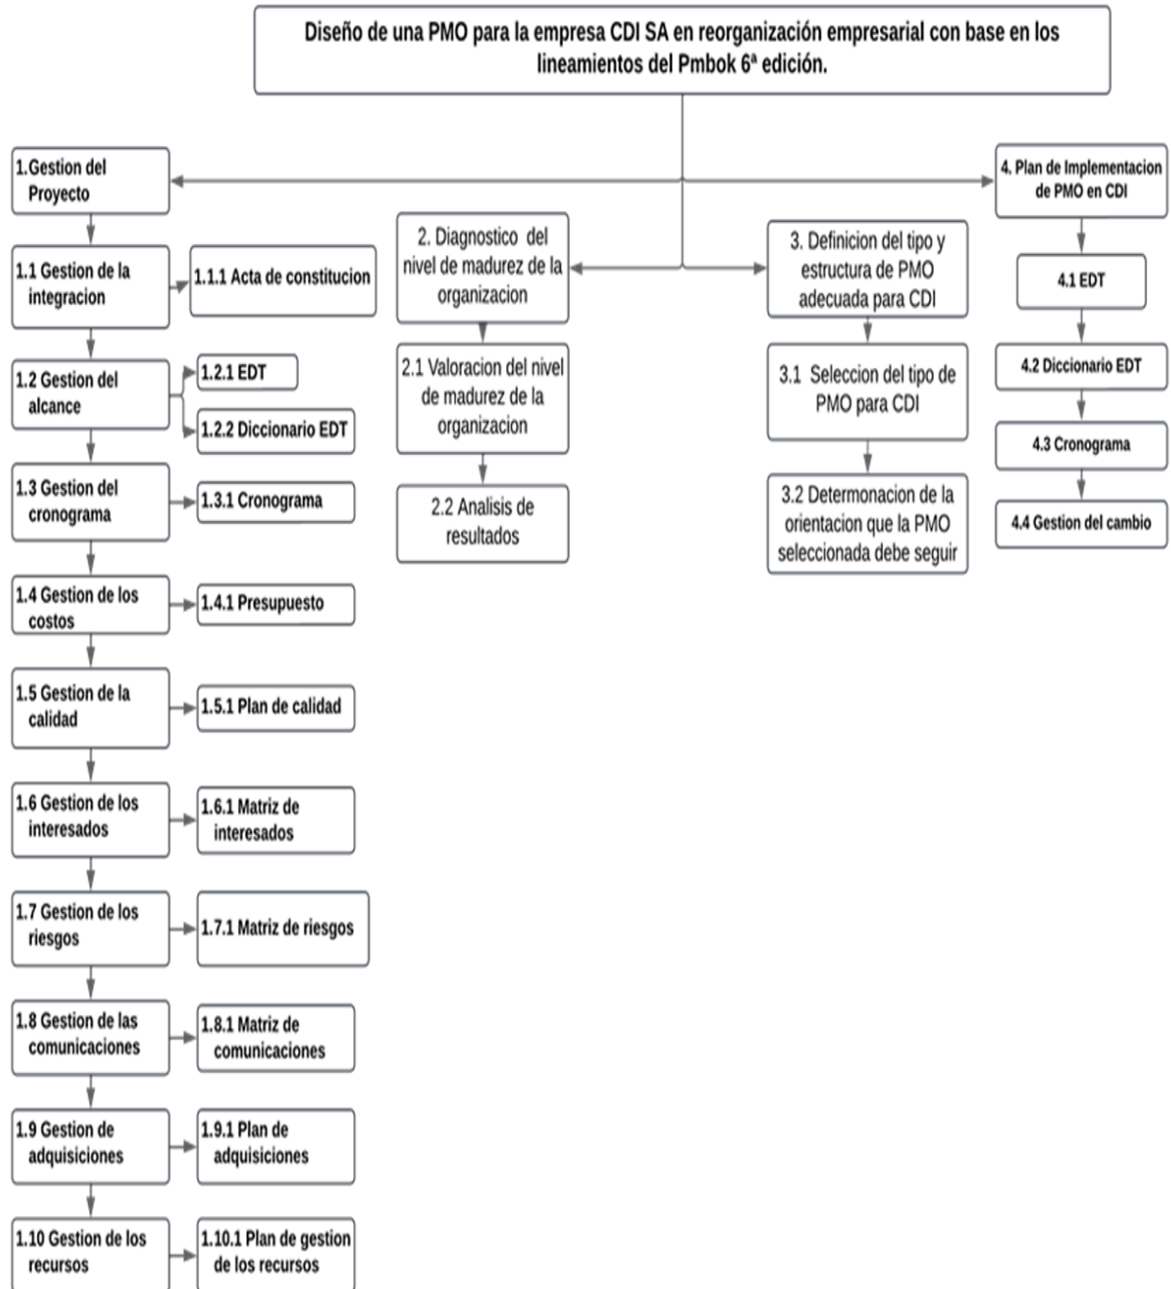 Diseño de una PMO para la empresa CDI SA en reorganización empresarial con base en los
lineamientos del Pmbok 6ª edición.
1.Gestion del
Proyecto
1.1 Gestion de la
integracion
1.1.1 Acta de constitucion
1.2 Gestion del
alcance
1.2.1 EDT
1.2.2 Diccionario EDT
1.3 Gestion del
cronograma
1.3.1 Cronograma
1.4 Gestion de los
costos
1.4.1 Presupuesto
1.5 Gestion de la
calidad
1.5.1 Plan de calidad
1.6 Gestion de los
interesados
1.6.1 Matriz de
interesados
1.7 Gestion de los
riesgos
1.7.1 Matriz de riesgos
1.8 Gestion de las
comunicaciones
1.8.1 Matriz de
comunicaciones
1.9 Gestion de
adquisiciones
1.9.1 Plan de
adquisiciones
1.10 Gestion de los
recursos
1.10.1 Plan de gestion
de los recursos
2. Diagnostico del
nivel de madurez de la
organizacion
2.1 Valoracion del nivel
de madurez de la
organizacion
2.2 Analisis de
resultados
3. Definicion del tipo y
estructura de PMO
adecuada para CDI
3.1 Seleccion del tipo de
PMO para CDI
3.2 Determonacion de la
orientacion que la PMO
seleccionada debe seguir
4. Plan de Implementacion
de PMO en CDI
4.1 EDT
4.2 Diccionario EDT
4.3 Cronograma
4.4 Gestion del cambio